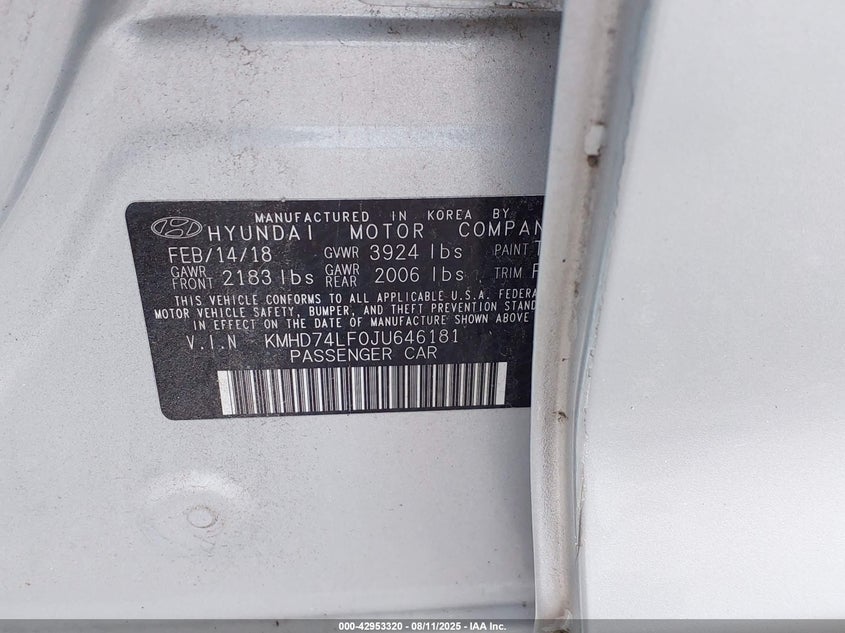 MANUFACTURED IN KOREA BY
HYUNDAI MOTOR COMPAN
FEB/14/18 GVWR 3924 lbs PAINT T
GAWR FRONT 2183 lbs GAWR REAR 2006 lbs TRIM F
THIS VEHICLE CONFORMS TO ALL APPLICABLE U.S.A. FEDERA
MOTOR VEHICLE SAFETY, BUMPER, AND THEFT PREVENTION STAND
IN EFFECT ON THE DATE OF MANUFACTURE SHOWN ABOVE
V.I.N KMHD74LF0JU646181
PASSENGER CAR
000-42953320 - 08/11/2025 - IAA Inc.